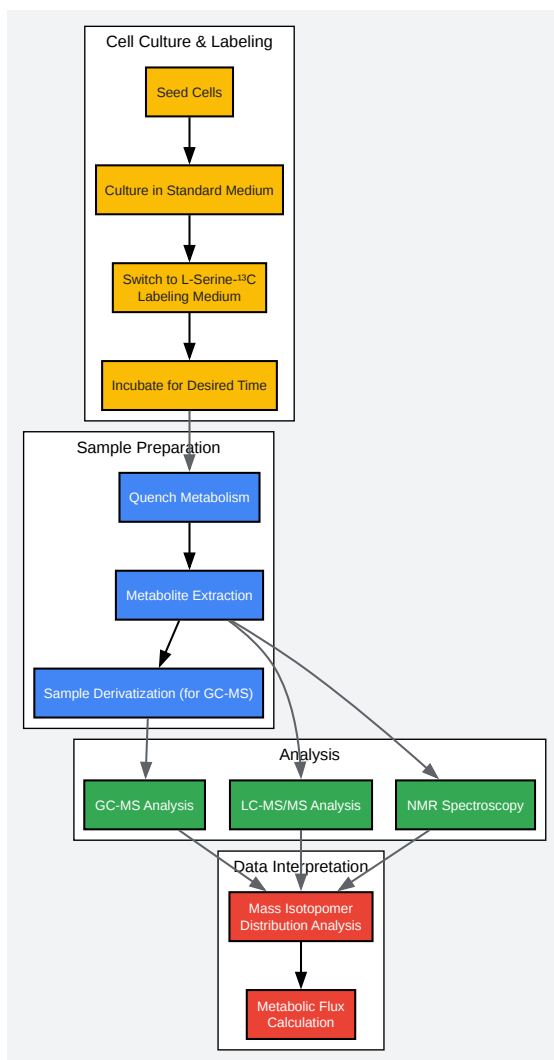 Cell Culture & Labeling
Seed Cells
Culture in Standard Medium
Switch to L-Serine-¹³C
Labeling Medium
Incubate for Desired Time
Sample Preparation
Quench Metabolism
Metabolite Extraction
Sample Derivatization (for GC-MS)
Analysis
GC-MS Analysis
LC-MS/MS Analysis
NMR Spectroscopy
Data Interpretation
Mass Isotopomer
Distribution Analysis
Metabolic Flux
Calculation